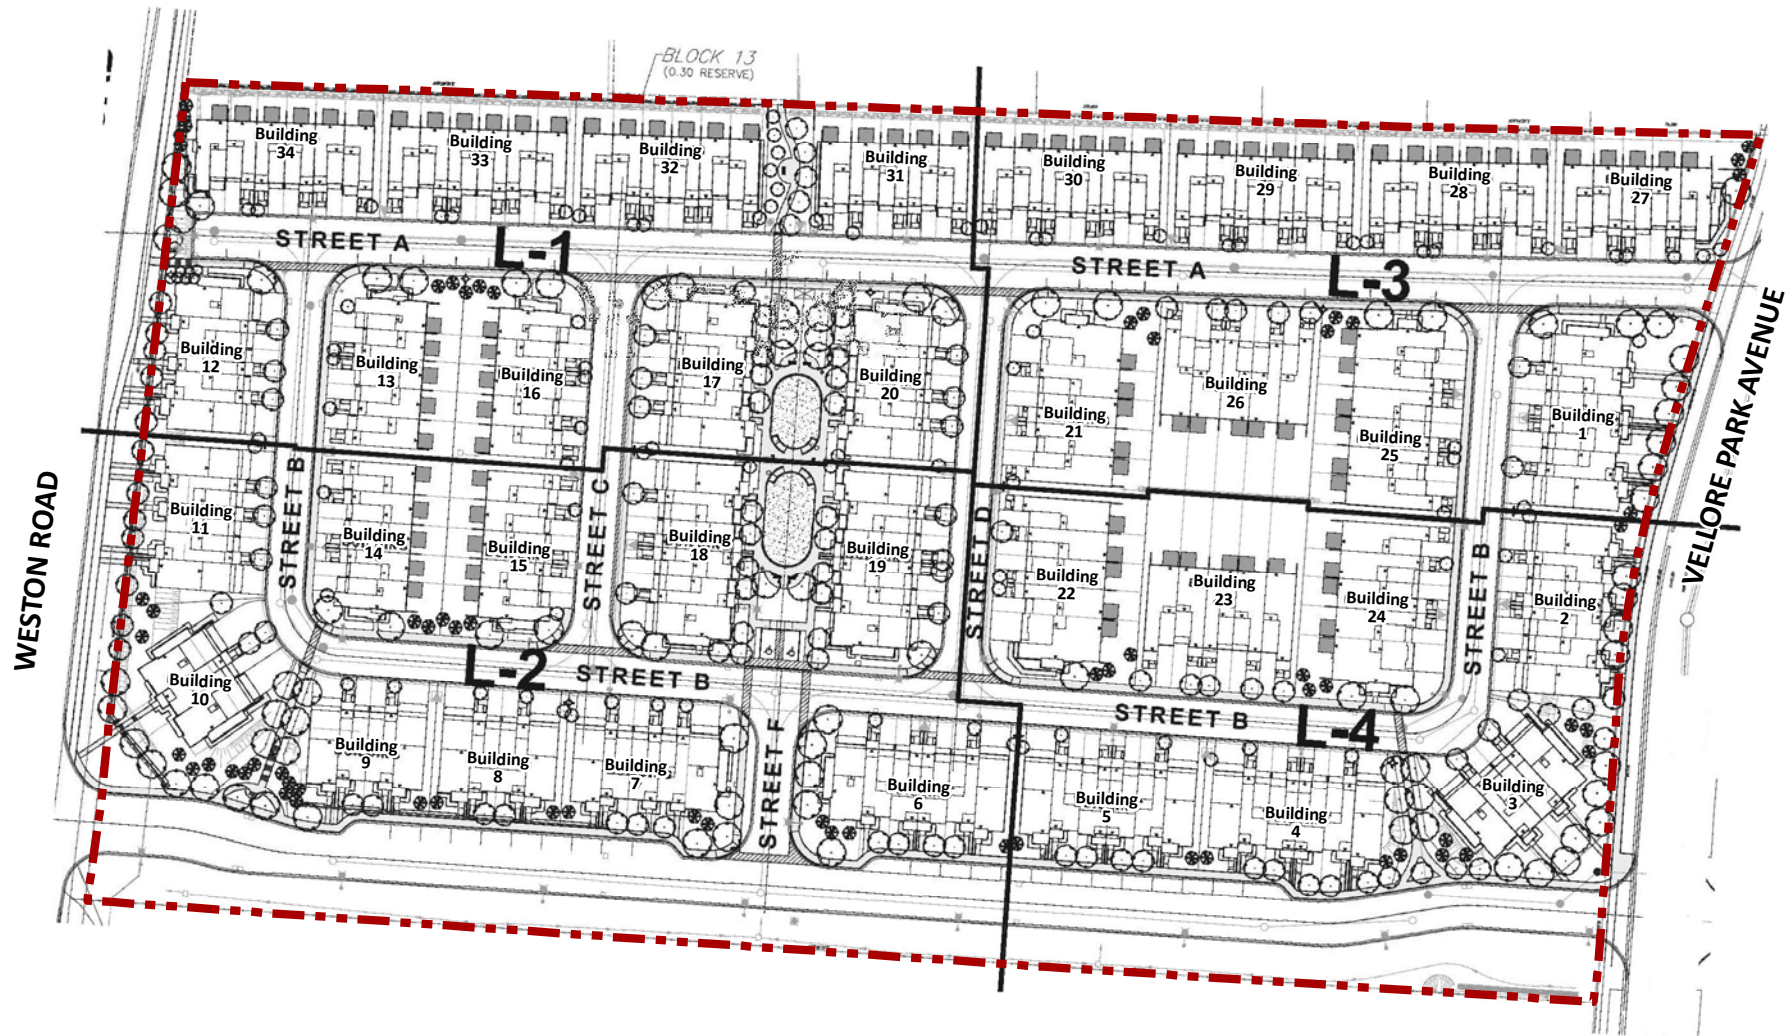 BLOCK 13
(0.30 RESERVE)
Building
34
Building
33
Building
32
Building
31
Building
30
Building
29
Building
28
Building
27
STREET A
L-1
STREET A
L-3
Building
12
Building
13
Building
16
Building
17
Building
20
Building
21
Building
26
Building
25
Building
1
VELLORE PARK AVENUE
WESTON ROAD
Building
11
STREET B
Building
14
Building
15
STREET C
Building
18
Building
19
STREET D
Building
22
Building
23
Building
24
STREET B
Building
2
Building
10
L-2
STREET B
STREET B
L-4
Building
9
Building
8
Building
7
STREET F
Building
6
Building
5
Building
4
Building
3